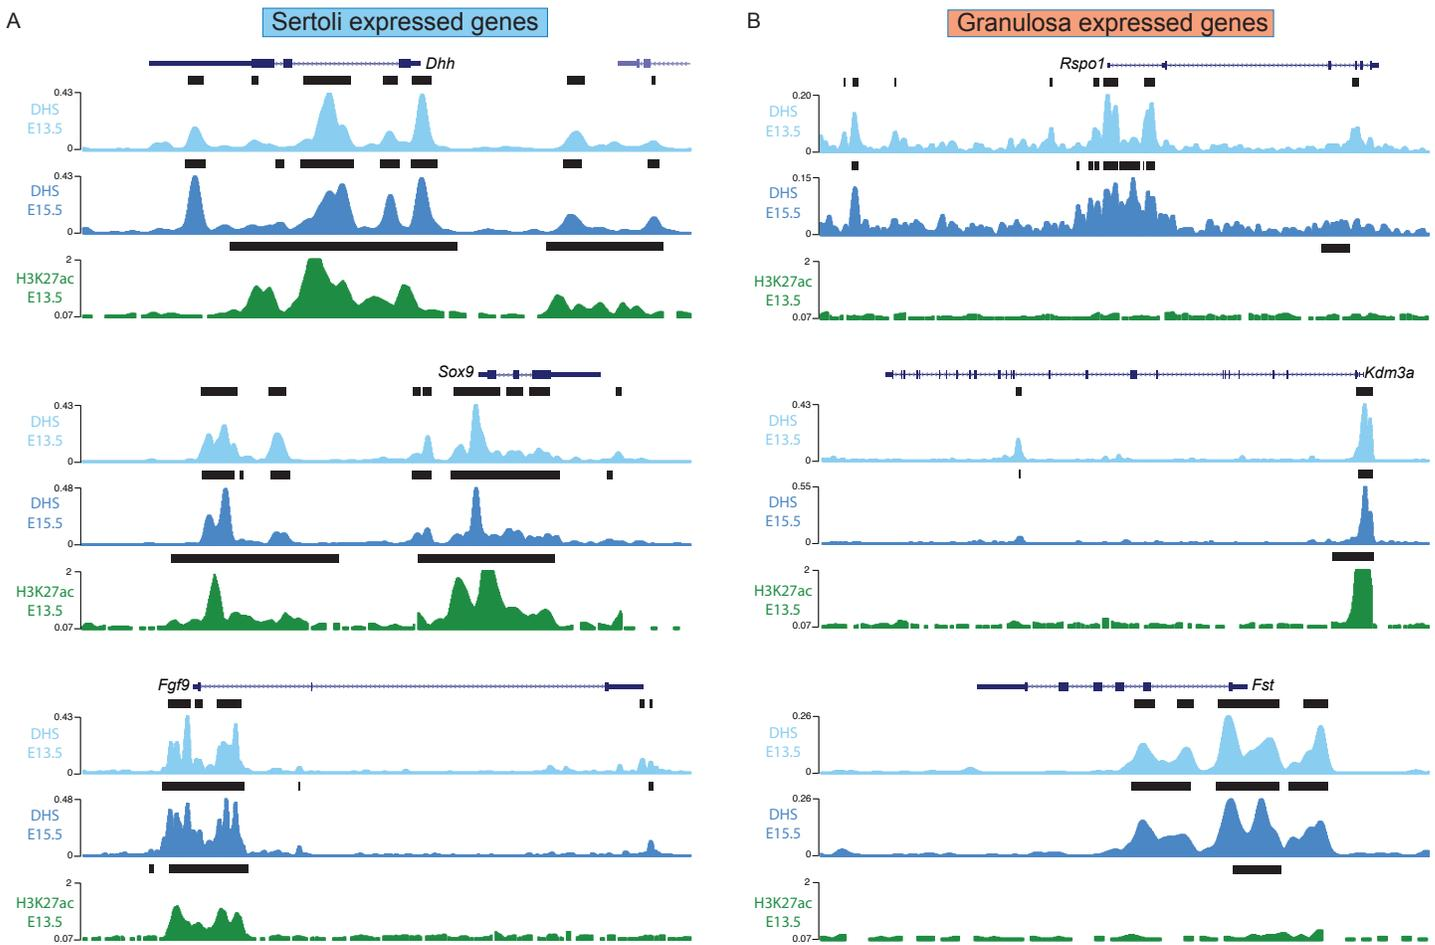 A
Sertoli expressed genes
Dhh
0.43
DHS
E13.5
0
0.43
DHS
E15.5
0
2
H3K27ac
E13.5
0.07
Sox9
0.43
DHS
E13.5
0
0.48
DHS
E15.5
0
2
H3K27ac
E13.5
0.07
Fgf9
0.43
DHS
E13.5
0
0.48
DHS
E15.5
0
2
H3K27ac
E13.5
0.07
B
Granulosa expressed genes
Rspo1
0.20
DHS
E13.5
0
0.15
DHS
E15.5
0
2
H3K27ac
E13.5
0.07
Kdm3a
0.43
DHS
E13.5
0
0.55
DHS
E15.5
0
2
H3K27ac
E13.5
0.07
Fst
0.26
DHS
E13.5
0
0.26
DHS
E15.5
0
2
H3K27ac
E13.5
0.07